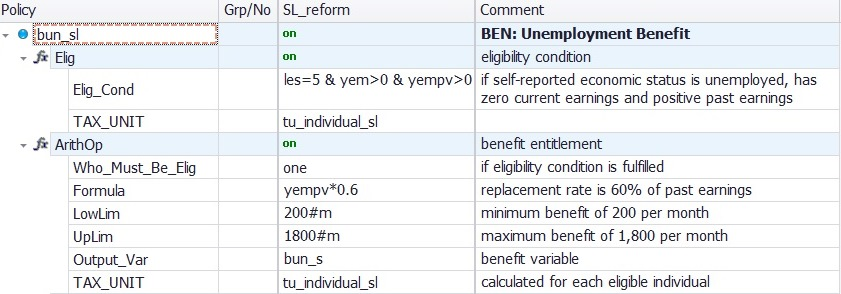 Policy Grp/No SL_reform Comment
bun_sl on BEN: Unemployment Benefit
fx Elig on eligibility condition
Elig_Cond les=5 & yem>0 & yempv>0 if self-reported economic status is unemployed, has
zero current earnings and positive past earnings
TAX_UNIT tu_individual_sl
fx ArithOp on benefit entitlement
Who_Must_Be_Elig one if eligibility condition is fulfilled
Formula yempv*0.6 replacement rate is 60% of past earnings
LowLim 200#m minimum benefit of 200 per month
UpLim 1800#m maximum benefit of 1,800 per month
Output_Var bun_s benefit variable
TAX_UNIT tu_individual_sl calculated for each eligible individual